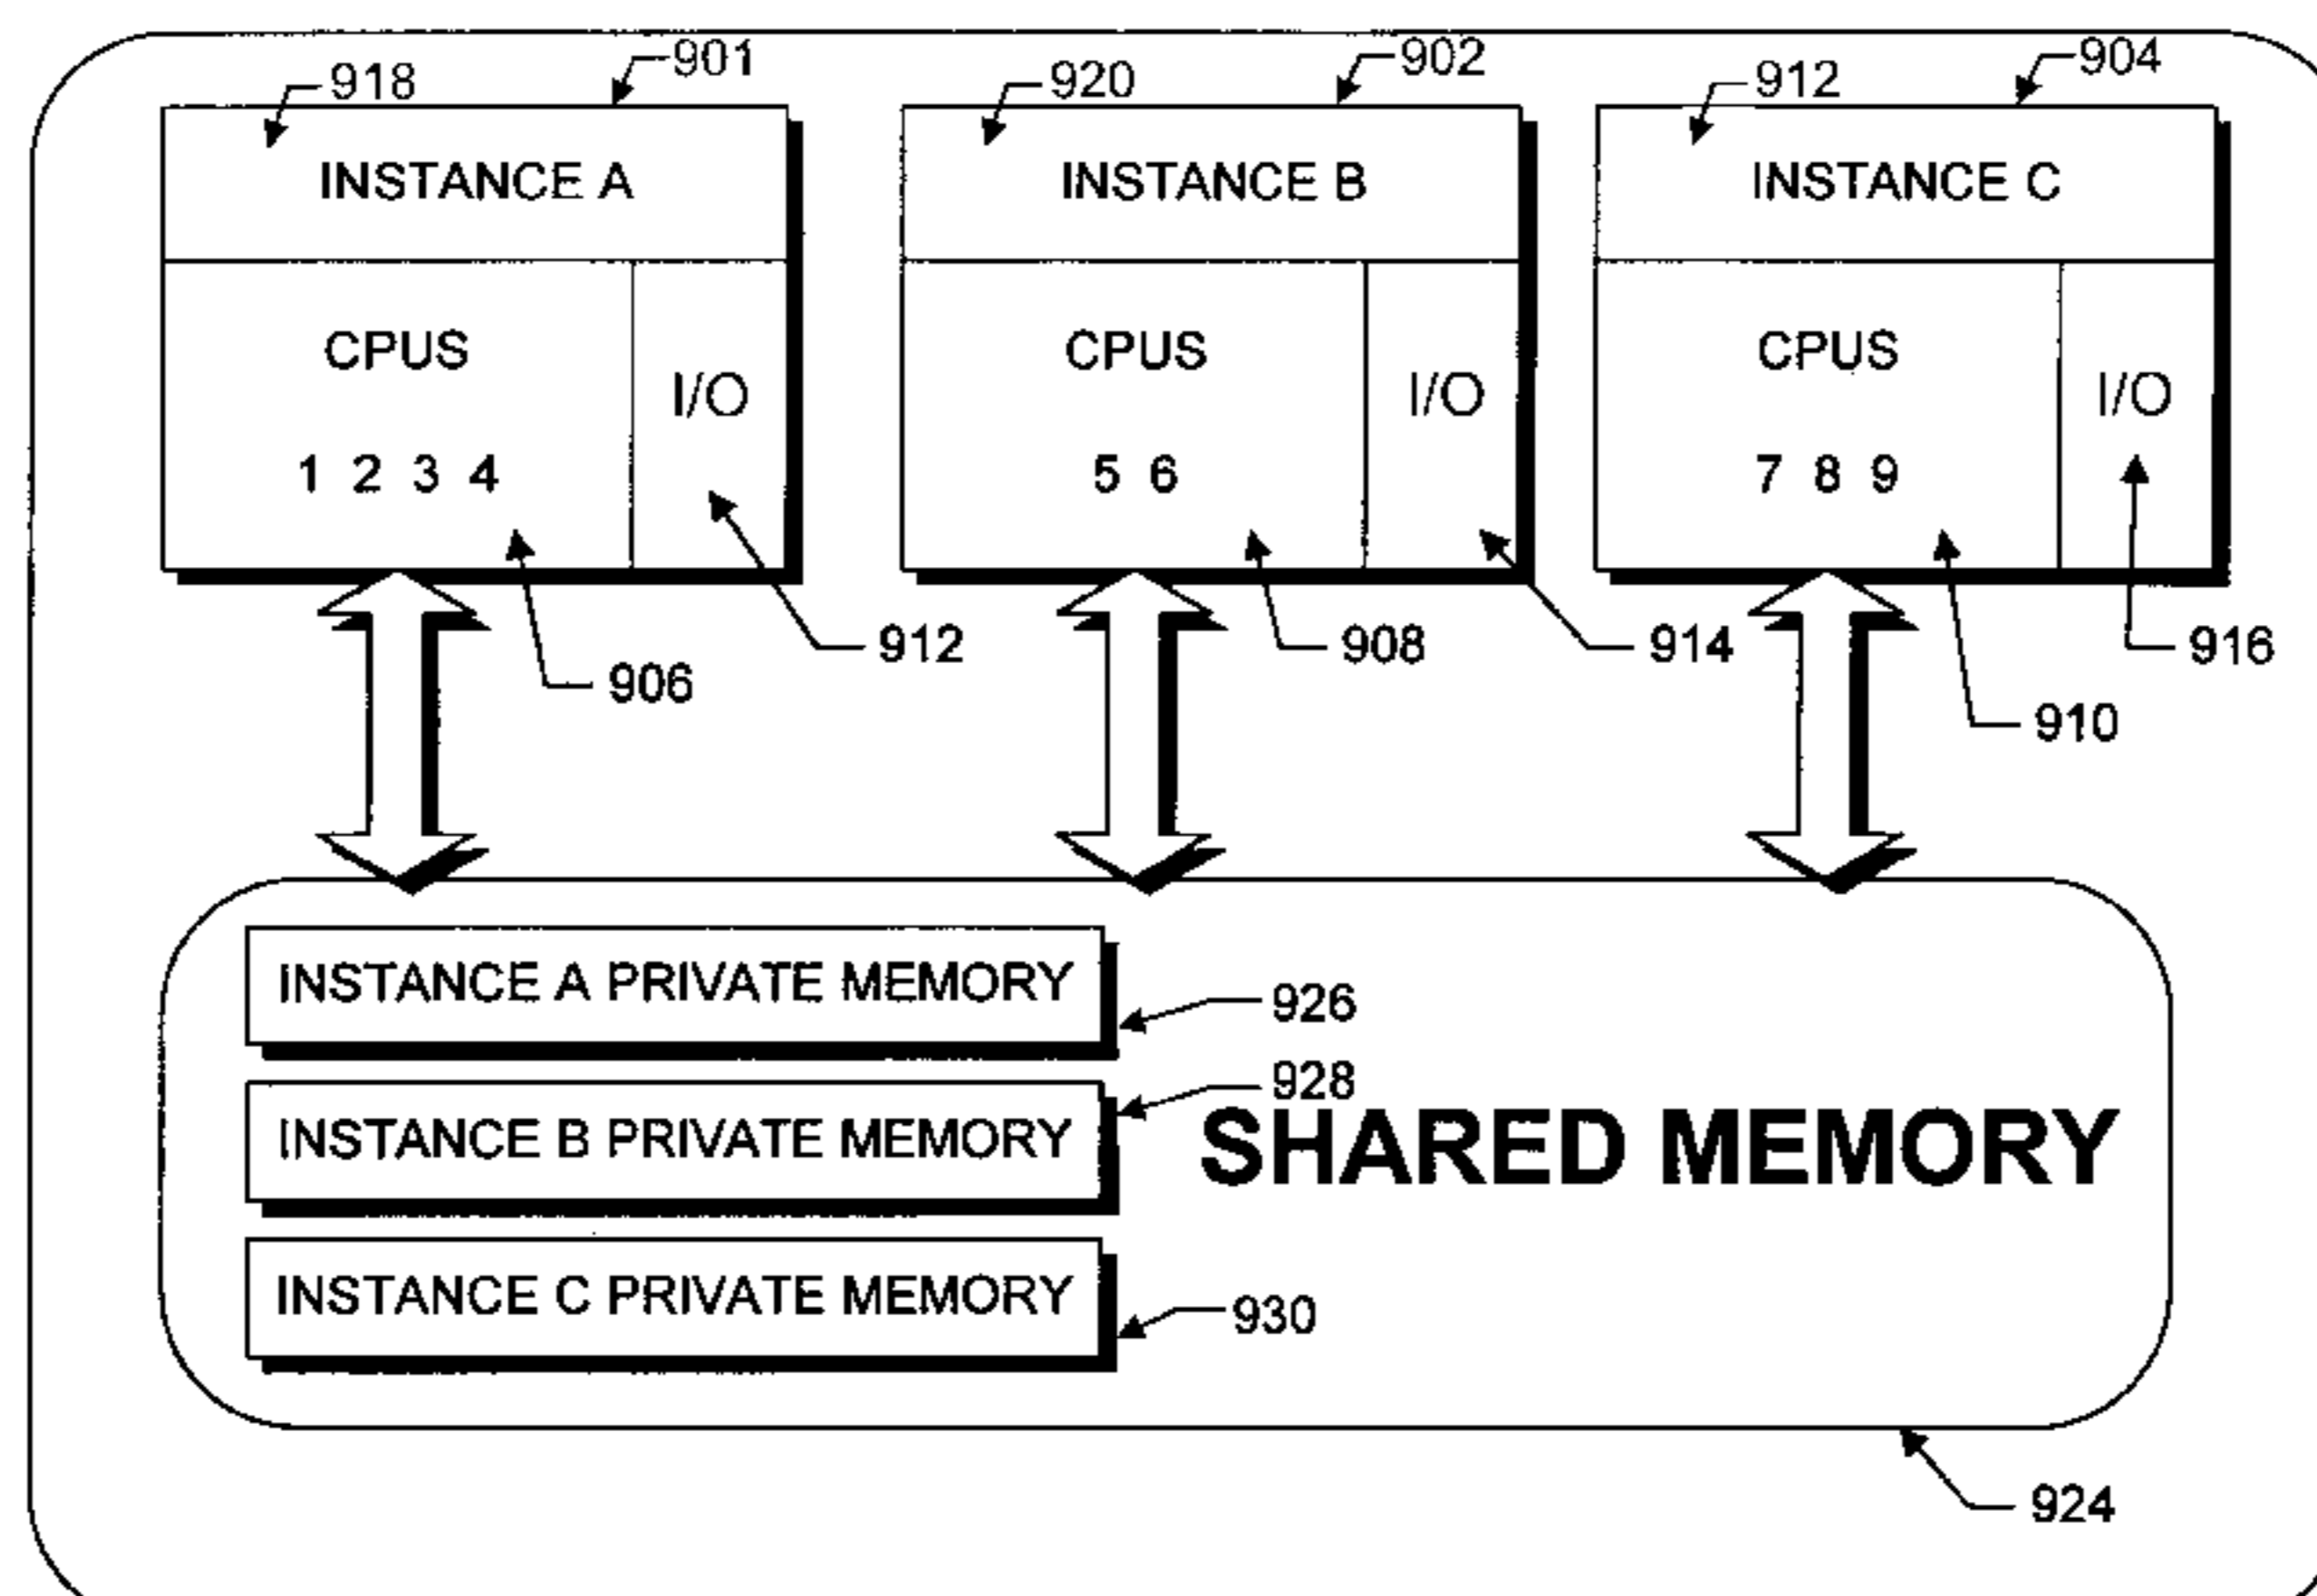 918 901 920 902 912 904
INSTANCE A INSTANCE B INSTANCE C
CPUS CPUS CPUS
I/O I/O I/O
1 2 3 4 5 6 7 8 9
912 908 914 916
906
910
INSTANCE A PRIVATE MEMORY
926
928
INSTANCE B PRIVATE MEMORY SHARED MEMORY
INSTANCE C PRIVATE MEMORY
930
924